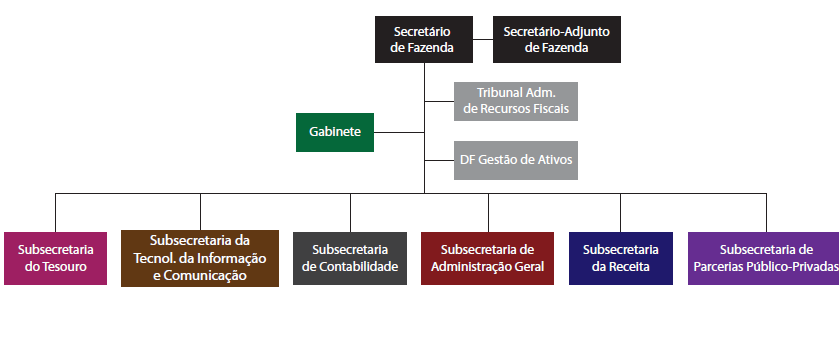 Secretário
de Fazenda
Secretário-Adjunto
de Fazenda
Tribunal Adm.
de Recursos Fiscais
Gabinete
DF Gestão de Ativos
Subsecretaria
do Tesouro
Subsecretaria da
Tecnol. da Informação
e Comunicação
Subsecretaria
de Contabilidade
Subsecretaria de
Administração Geral
Subsecretaria
da Receita
Subsecretaria de
Parcerias Público-Privadas